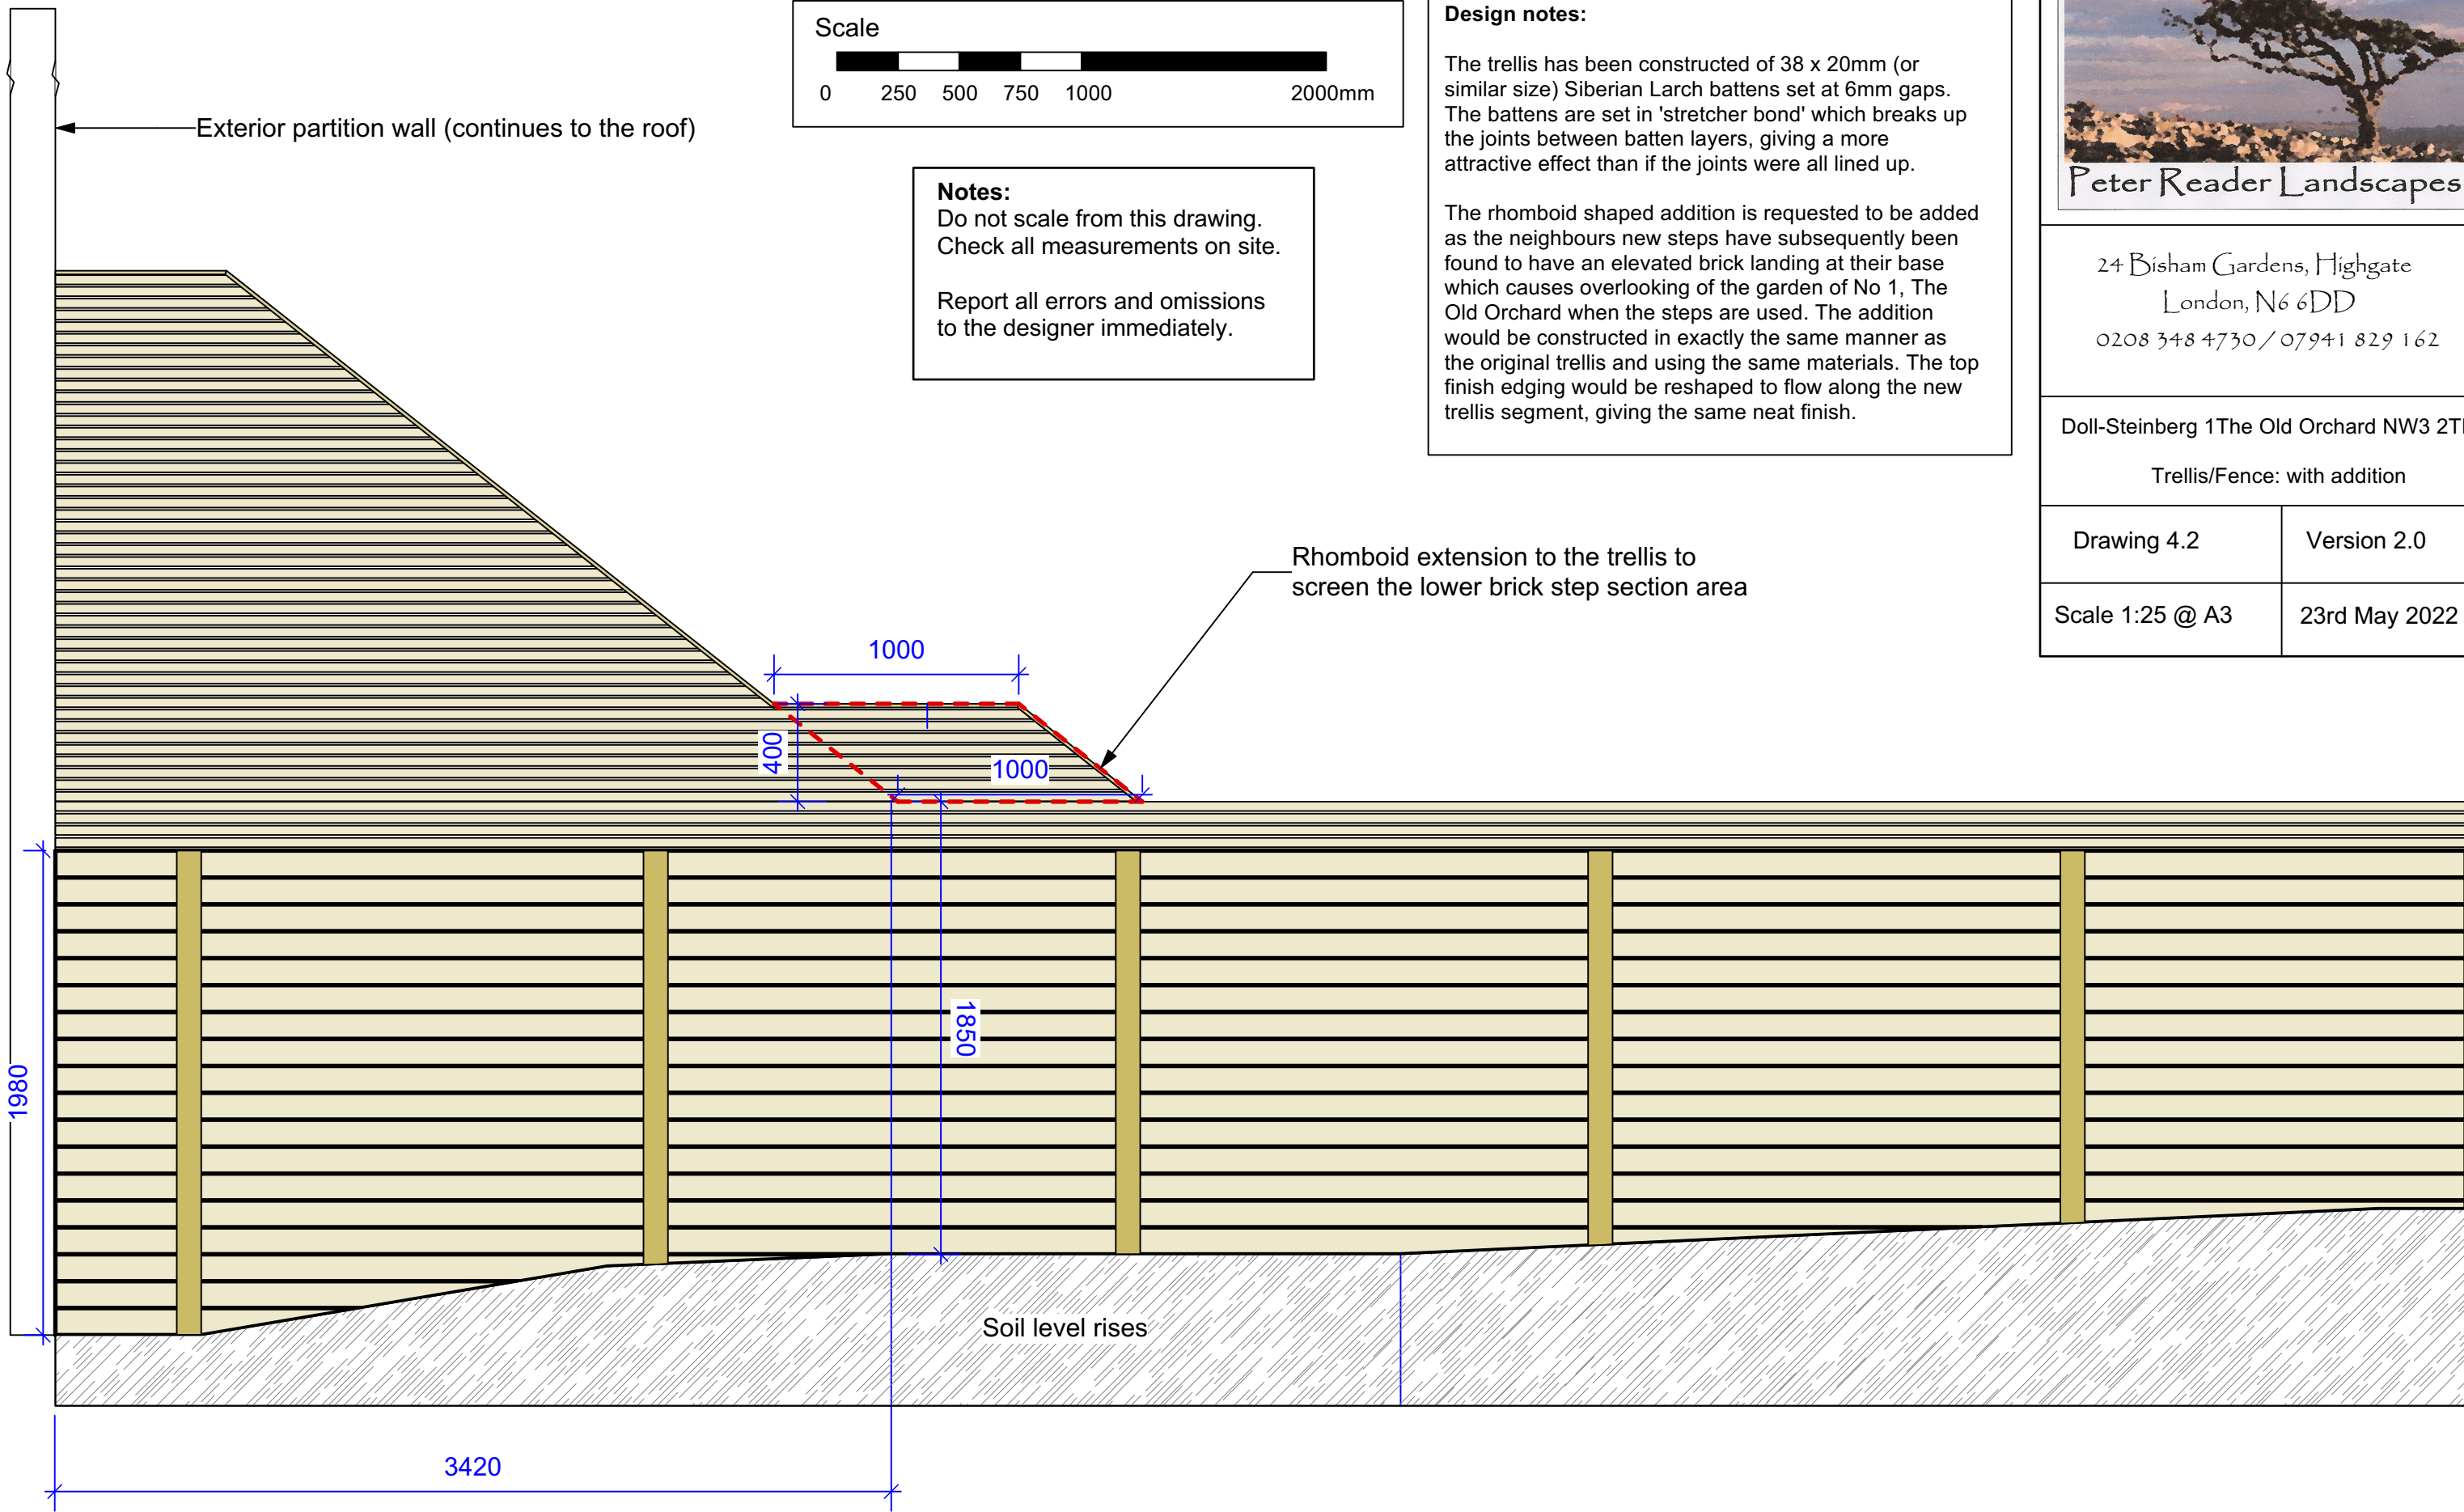 Scale
0 250 500 750 1000 2000mm
Exterior partition wall (continues to the roof)
Notes:
Do not scale from this drawing.
Check all measurements on site.
Report all errors and omissions
to the designer immediately.
Design notes:
The trellis has been constructed of 38 x 20mm (or
similar size) Siberian Larch battens set at 6mm gaps.
The battens are set in 'stretcher bond' which breaks up
the joints between batten layers, giving a more
attractive effect than if the joints were all lined up.
The rhomboid shaped addition is requested to be added
as the neighbours new steps have subsequently been
found to have an elevated brick landing at their base
which causes overlooking of the garden of No 1, The
Old Orchard when the steps are used. The addition
would be constructed in exactly the same manner as
the original trellis and using the same materials. The top
finish edging would be reshaped to flow along the new
trellis segment, giving the same neat finish.
Peter Reader Landscapes
24 Bisham Gardens, Highgate
London, N6 6DD
0208 348 4730 / 07941 829 162
Doll-Steinberg 1The Old Orchard NW3
Trellis/Fence: with addition
Drawing 4.2
Version 2.0
Scale 1:25 @ A3
23rd May 2022
Rhomboid extension to the trellis to
screen the lower brick step section area
1000
400
1000
1850
1980
Soil level rises
3420